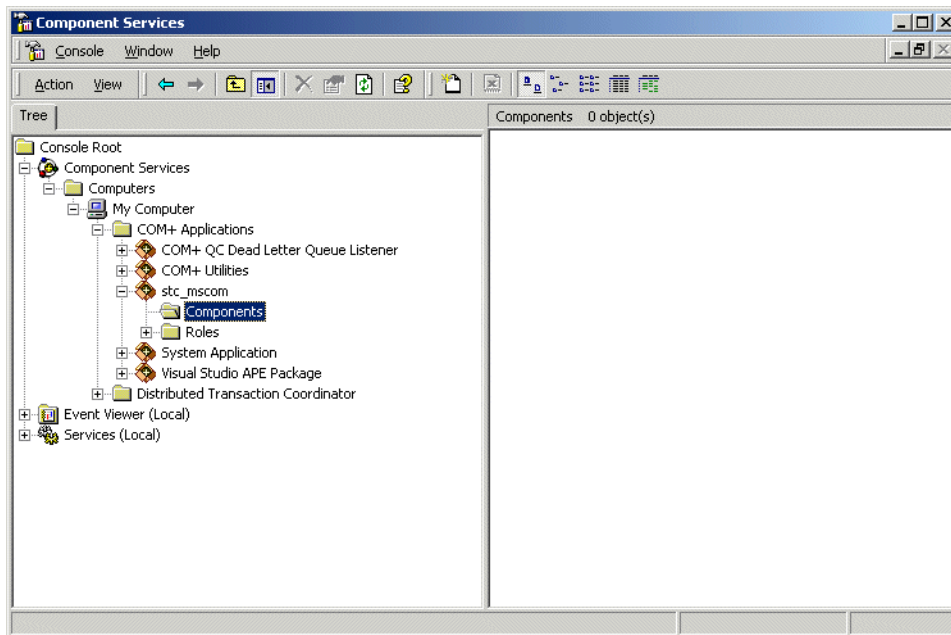 Component Services
Console Window Help
Action View
Tree
Components 0 object(s)
Console Root
Component Services
Computers
My Computer
COM+ Applications
COM+ QC Dead Letter Queue Listener
COM+ Utilities
stc_mscom
Components
Roles
System Application
Visual Studio APE Package
Distributed Transaction Coordinator
Event Viewer (Local)
Services (Local)